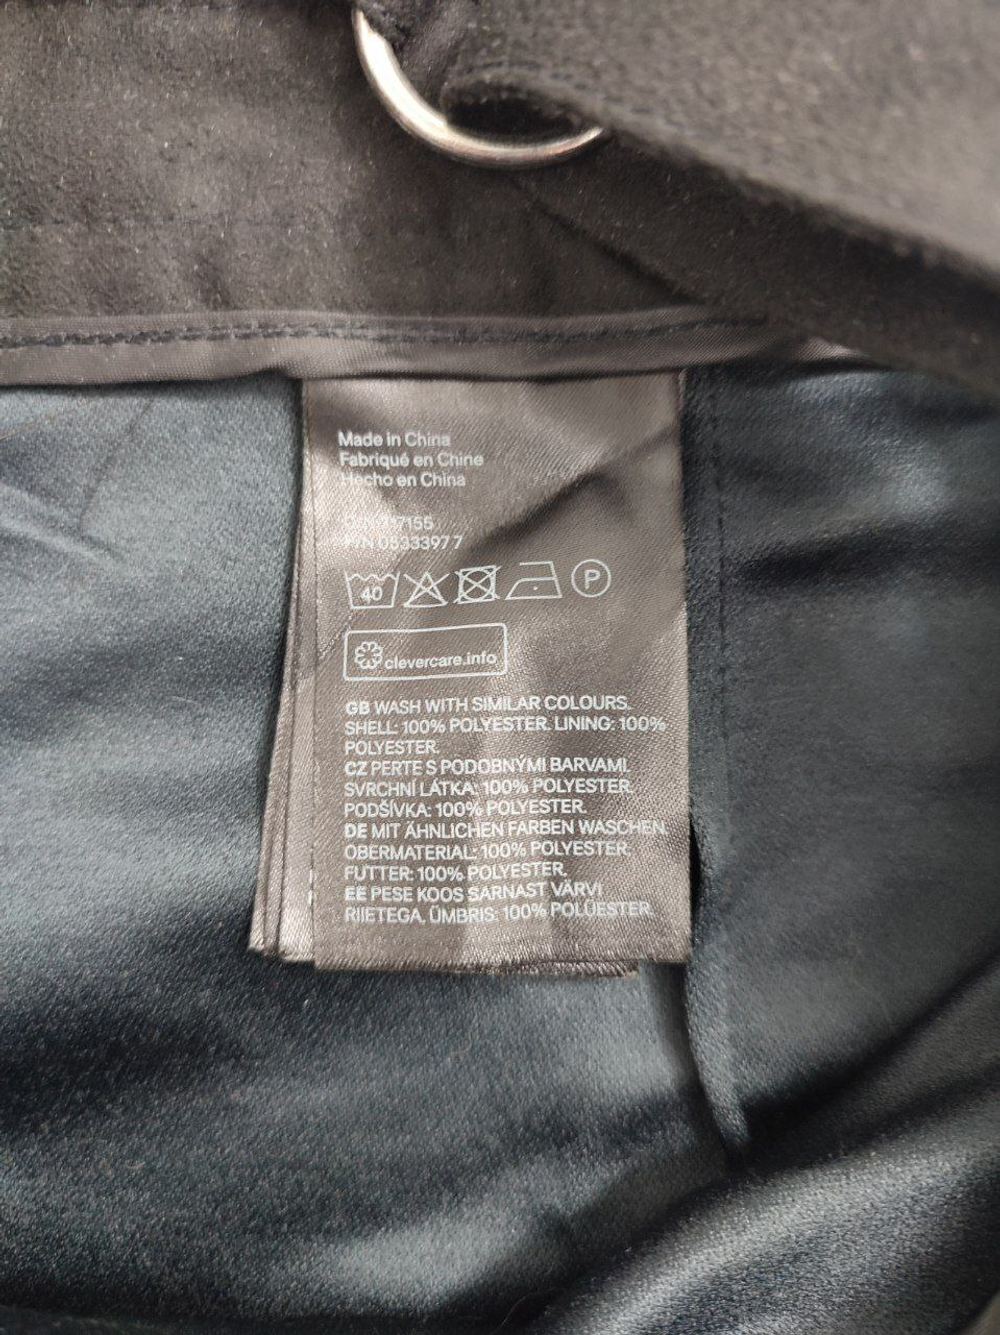 Made in China
Fabriqué en Chine
Hecho en China
05333977
40
P
clevercare.info
GB WASH WITH SIMILAR COLOURS.
SHELL: 100% POLYESTER. LINING: 100%
POLYESTER.
CZ PERTE S PODOBNÝMI BARVAMI.
SVRCHNÍ LÁTKA: 100% POLYESTER.
PODŠÍVKA: 100% POLYESTER.
DE MIT ÄHNLICHEN FARBEN WASCHEN.
OBERMATERIAL: 100% POLYESTER.
FUTTER: 100% POLYESTER.
EE PESE KOOS SARNAST VÄRVI
RIIETEGA. ÜMBRIS: 100% POLÜESTER.